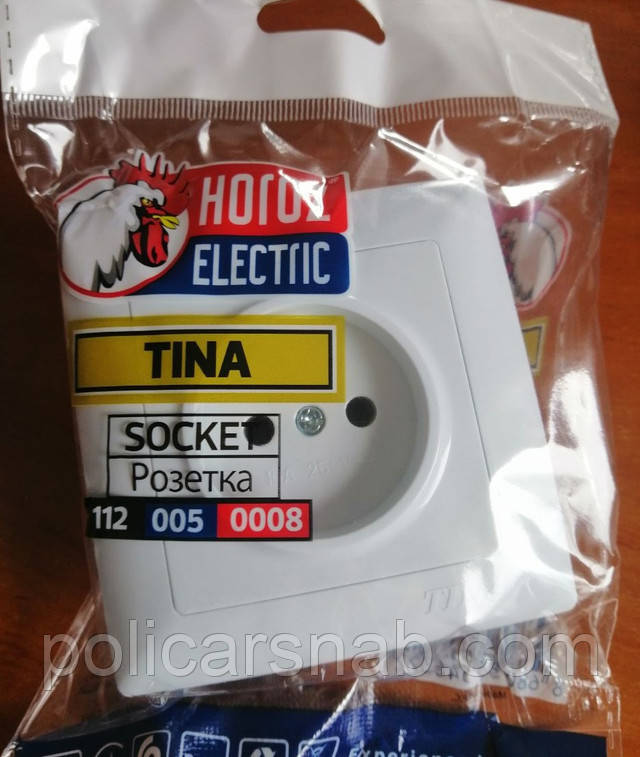 HOROZ
ELECTRIC
TINA
SOCKET
Розетка
112 005 0008
policarsnab.com